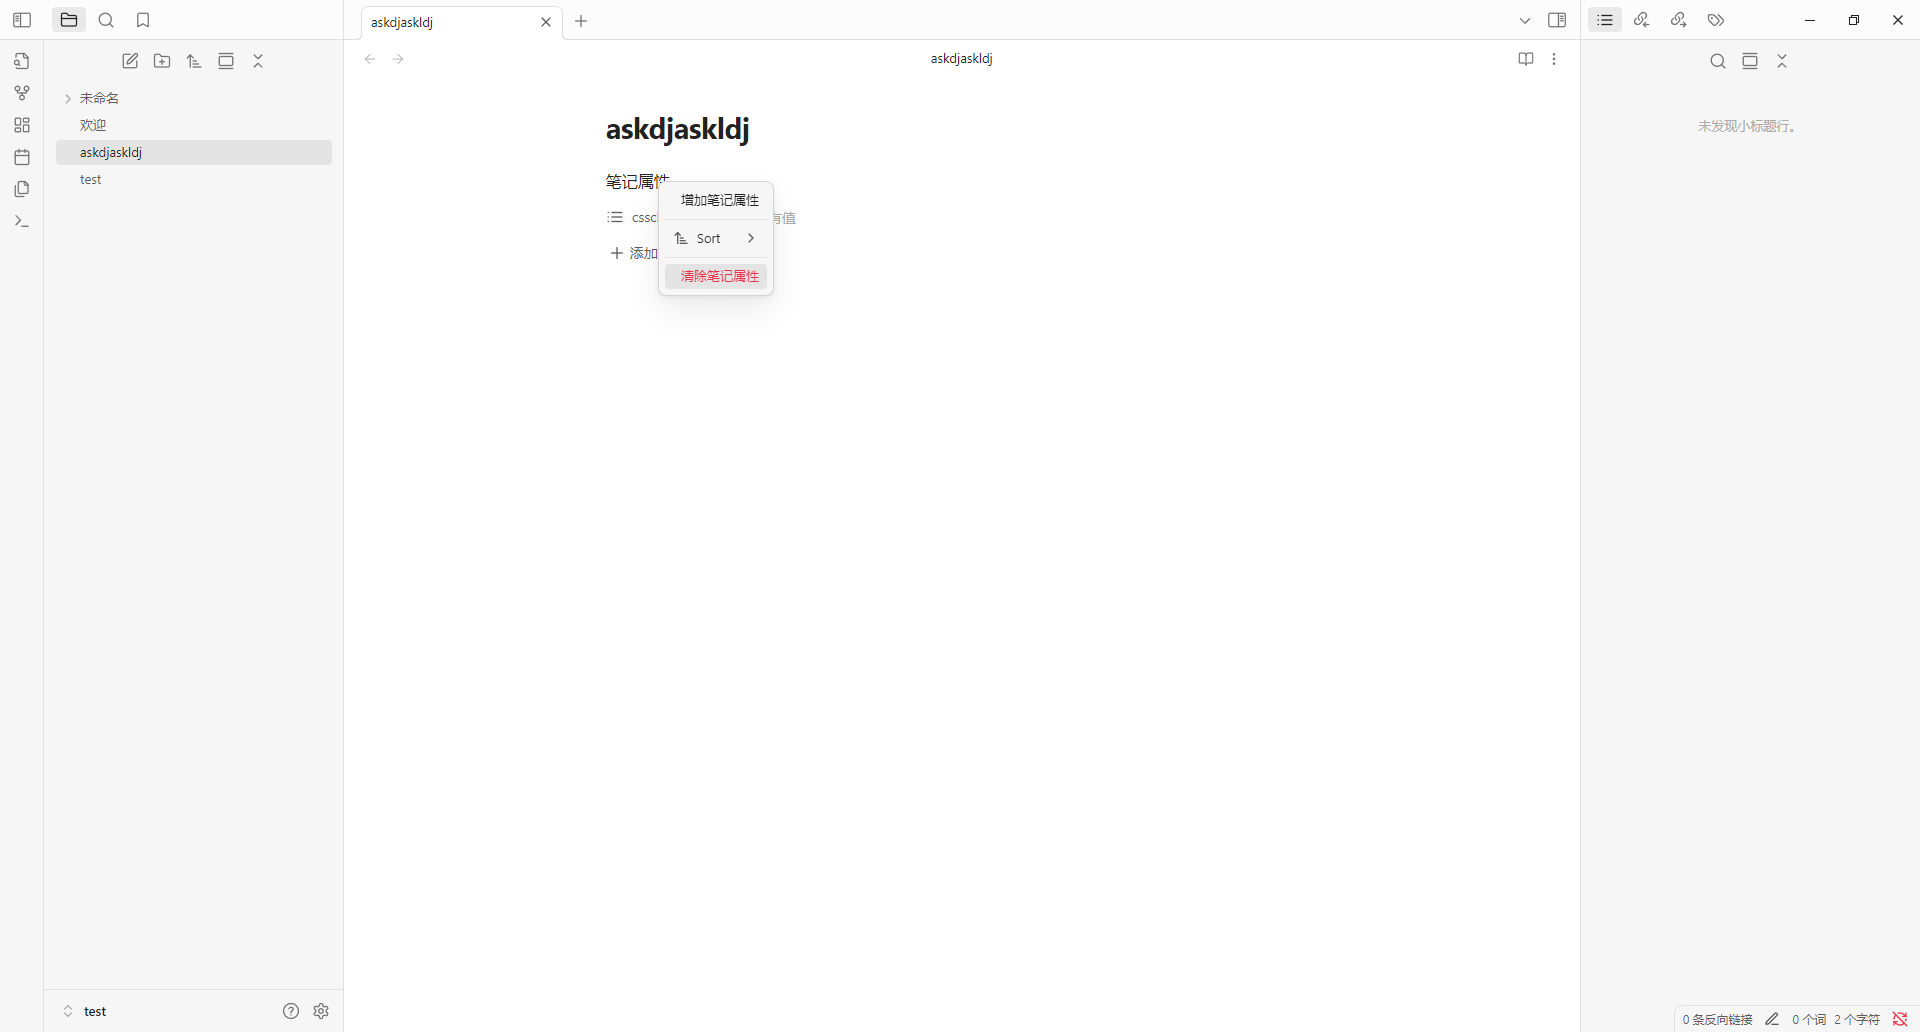 askdjaskldj
askdjaskldj
未命名
欢迎
askdjaskldj
test
askdjaskldj
笔记属性
cssc
有值
添加
增加笔记属性
Sort
清除笔记属性
未发现小标题行。
test
0 条反向链接 0 个词 2 个字符